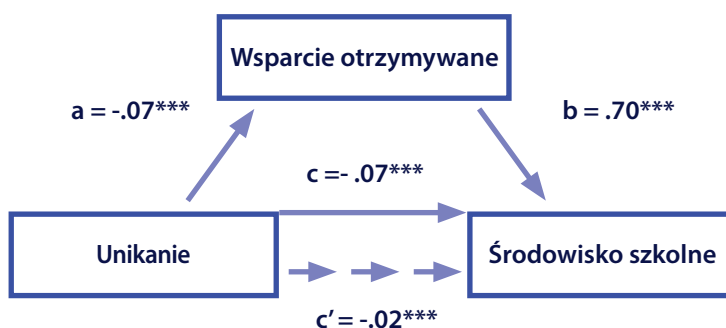 Wsparcie otrzymywane
a = -.07***
b = .70***
c =- .07***
Unikanie
Środowisko szkolne
c’ = -.02***